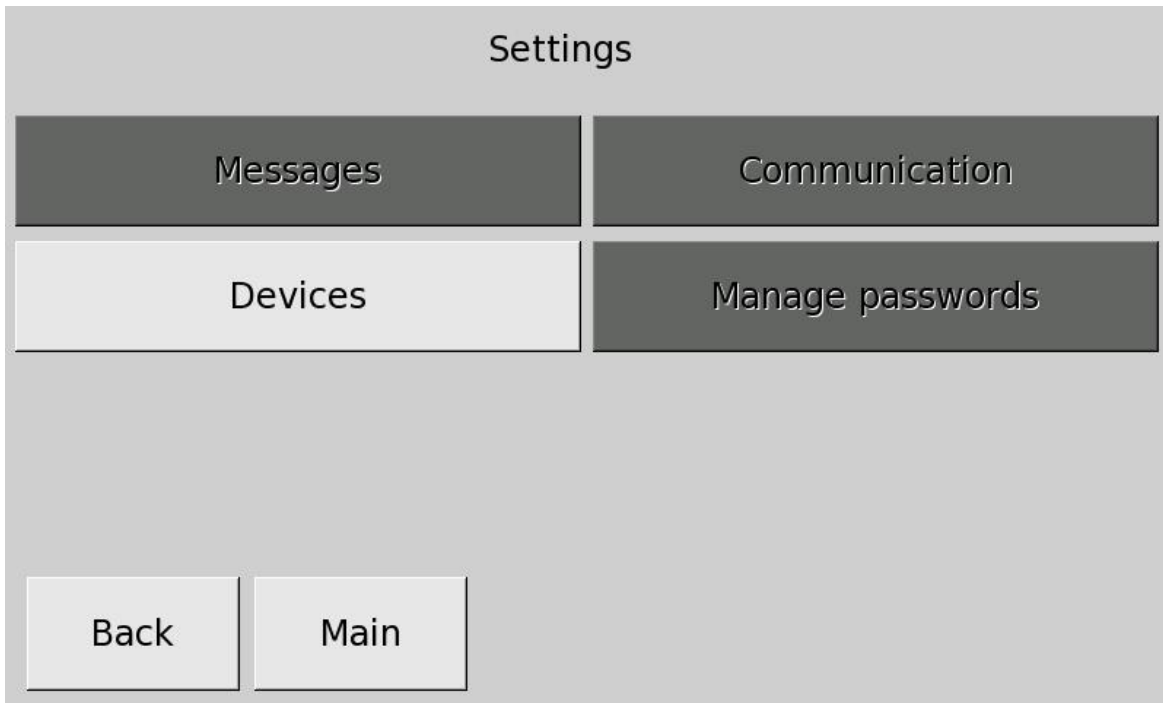 Settings
Messages
Communication
Devices
Manage passwords
Back
Main